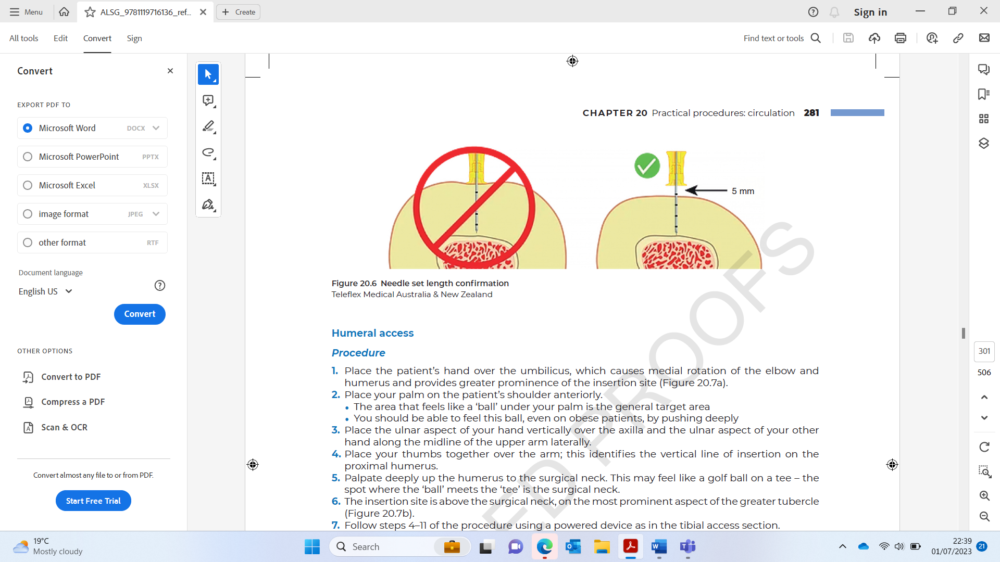 Menu
ALSG_9781119716136_ref...
Create
Sign in
All tools
Edit
Convert
Sign
Find text or tools
Convert
EXPORT PDF TO
Microsoft Word DOCX
Microsoft PowerPoint PPTX
Microsoft Excel XLSX
image format JPEG
other format RTF
Document language
English US
Convert
OTHER OPTIONS
Convert to PDF
Compress a PDF
Scan & OCR
Convert almost any file to or from PDF.
Start Free Trial
CHAPTER 20 Practical procedures: circulation 281
5 mm
Figure 20.6 Needle set length confirmation
Teleflex Medical Australia & New Zealand
Humeral access
Procedure
1. Place the patient’s hand over the umbilicus, which causes medial rotation of the elbow and
humerus and provides greater prominence of the insertion site (Figure 20.7a).
2. Place your palm on the patient’s shoulder anteriorly.
• The area that feels like a ‘ball’ under your palm is the general target area
• You should be able to feel this ball, even on obese patients, by pushing deeply
3. Place the ulnar aspect of your hand vertically over the axilla and the ulnar aspect of your other
hand along the midline of the upper arm laterally.
4. Place your thumbs together over the arm; this identifies the vertical line of insertion on the
proximal humerus.
5. Palpate deeply up the humerus to the surgical neck. This may feel like a golf ball on a tee – the
spot where the ‘ball’ meets the ‘tee’ is the surgical neck.
6. The insertion site is above the surgical neck, on the most prominent aspect of the greater tubercle
(Figure 20.7b).
7. Follow steps 4–11 of the procedure using a powered device as in the tibial access section.
ED PROOFS
301
506
19°C
Mostly cloudy
Search
22:39
01/07/2023
21